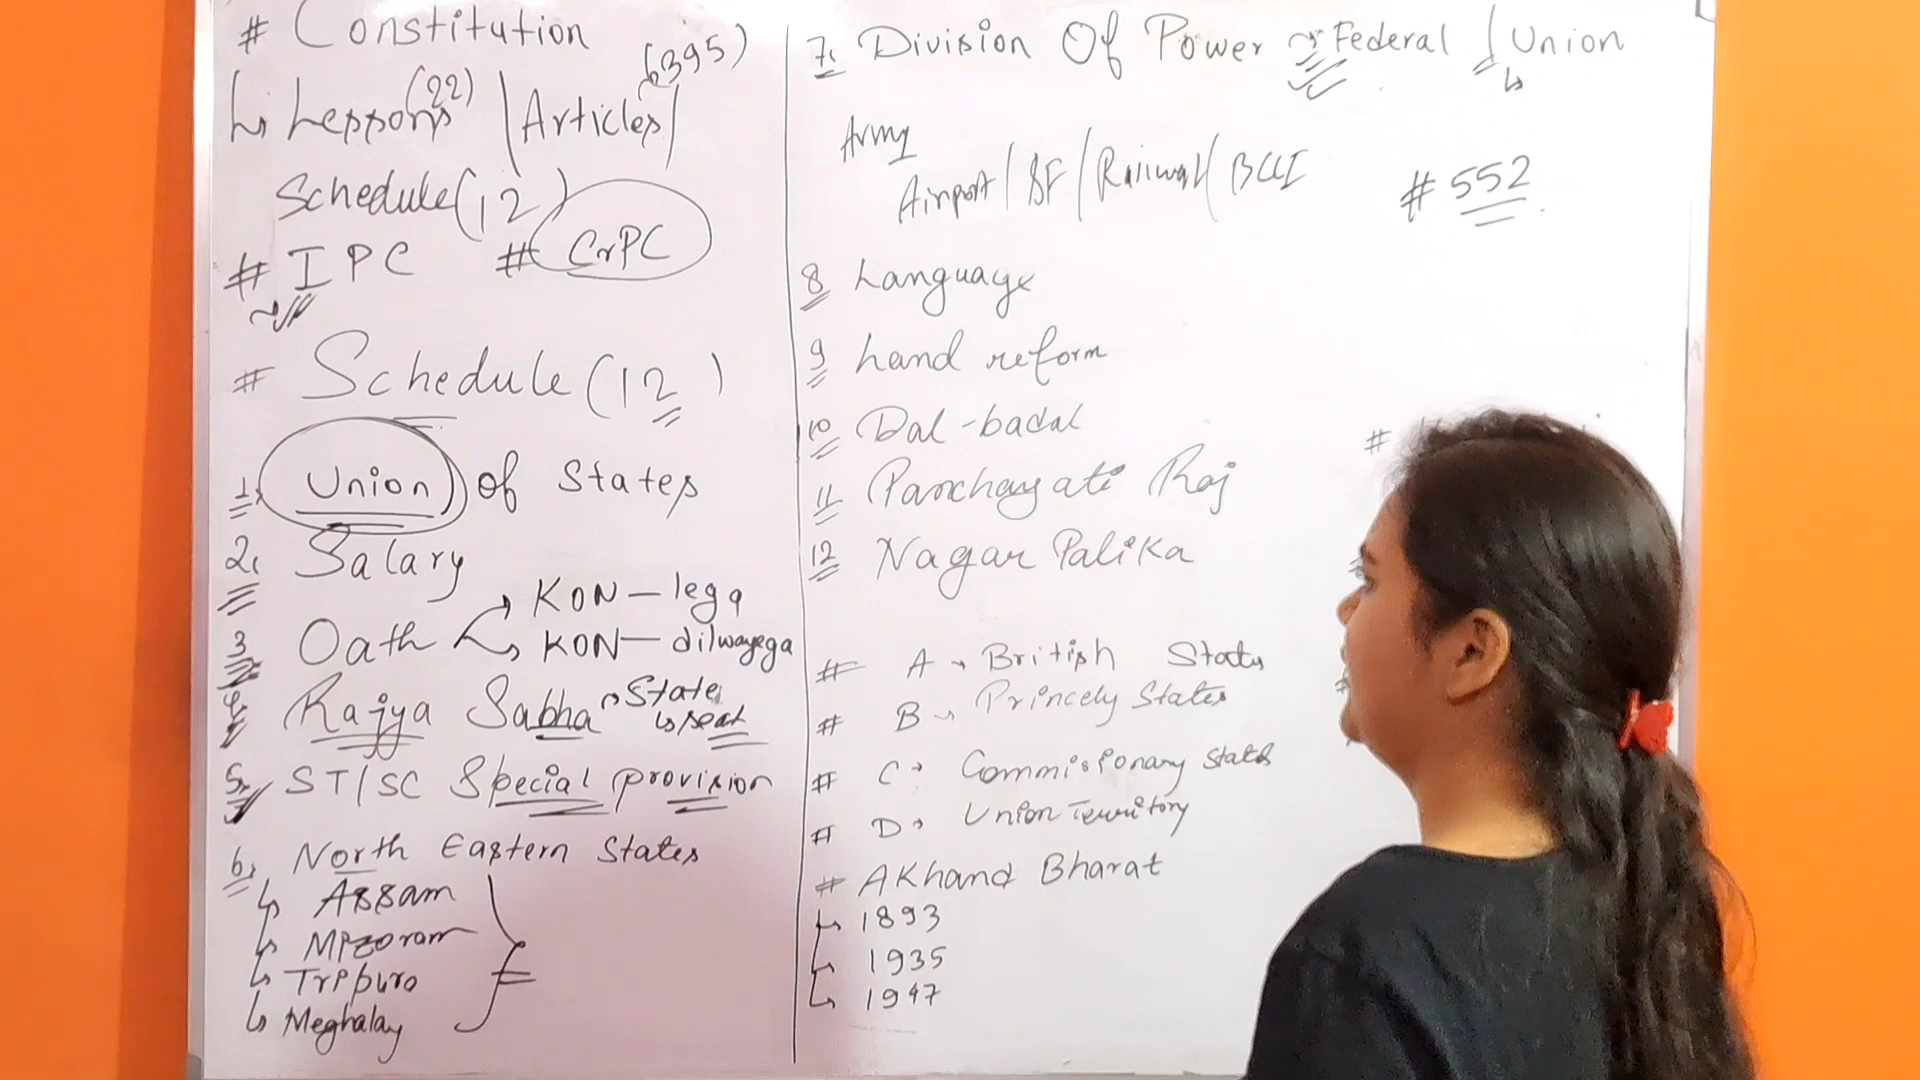 # Constitution
↳ Lessons (22) | Articles (395) |
Schedule (12)
# IPC # CrPC
# Schedule (12)
1. Union of States
2. Salary
3 Oath → KON – lega
↳ KON – dilwayega
4 Rajya Sabha → State
↳ seat
5. ST/SC Special provision
6. North Eastern States
↳ Assam
↳ Mizoram
↳ Tripura
↳ Meghalay
7. Division Of Power → Federal / Union
↳
Army
Airport / BF / Railway / BCCI
# 552
8 Language
9 Land reform
10 Dal-badal
11 Panchayati Raj
12 Nagar Palika
# A → British States
# B → Princely States
# C → Commissionary States
# D → Union Territory
# AKhand Bharat
↳ 1893
↳ 1935
↳ 1947
#